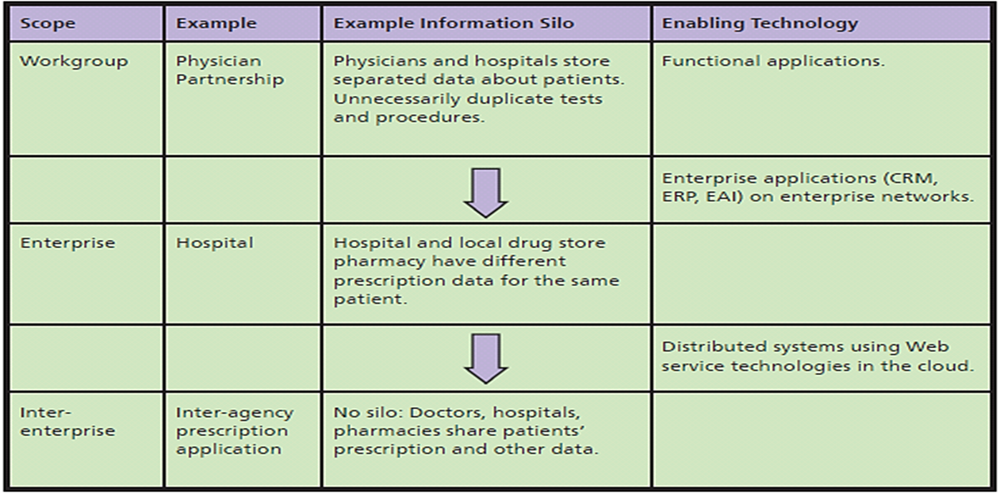 Scope Example Example Information Silo Enabling Technology
Workgroup
Physician
Partnership
Physicians and hospitals store
separated data about patients.
Unnecessarily duplicate tests
and procedures.
Functional applications.
Enterprise applications (CRM,
ERP, EAI) on enterprise networks.
Enterprise
Hospital
Hospital and local drug store
pharmacy have different
prescription data for the same
patient.
Distributed systems using Web
service technologies in the cloud.
Inter-
enterprise
Inter-agency
prescription
application
No silo: Doctors, hospitals,
pharmacies share patients’
prescription and other data.